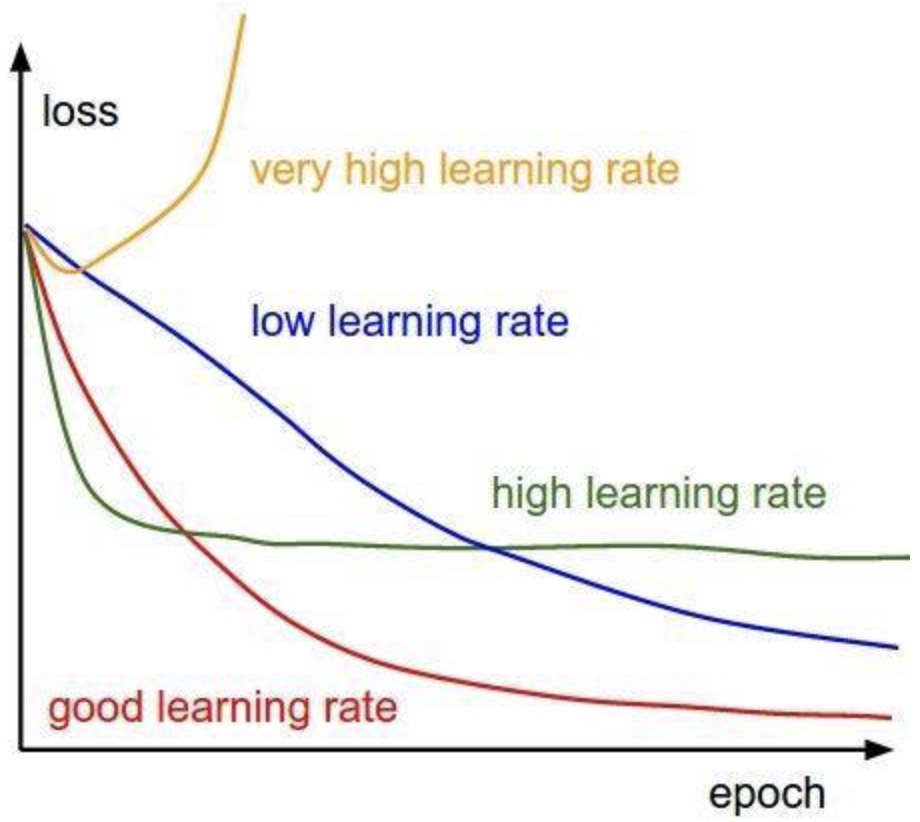 loss
very high learning rate
low learning rate
high learning rate
good learning rate
epoch